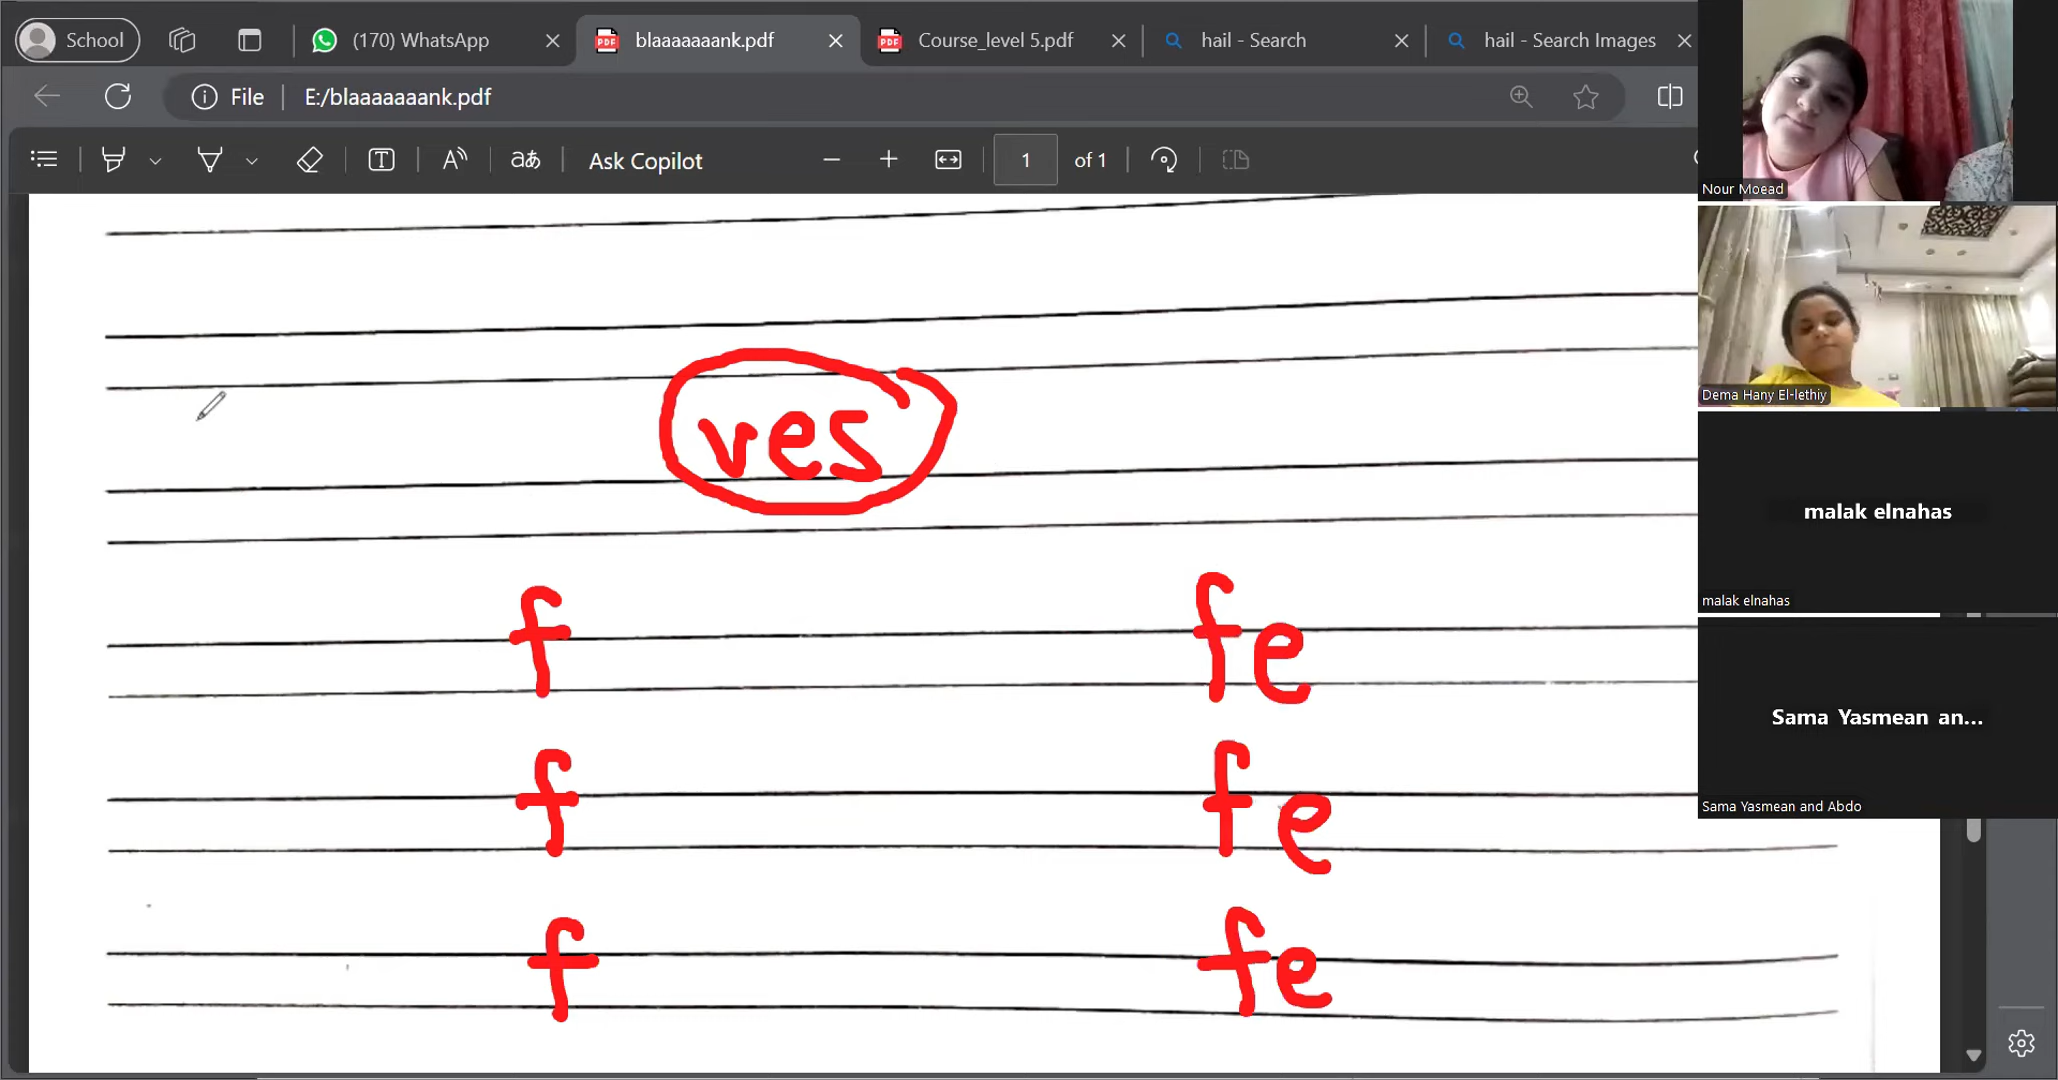 School (170) WhatsApp blaaaaaaank.pdf Course_level 5.pdf hail - Search hail - Search Images
File E:/blaaaaaaank.pdf
Ask Copilot 1 of 1
Nour Moead
Dema Hany El-lethiy
ves
malak elnahas
malak elnahas
f fe
Sama Yasmean an...
Sama Yasmean and Abdo
f fe
f fe